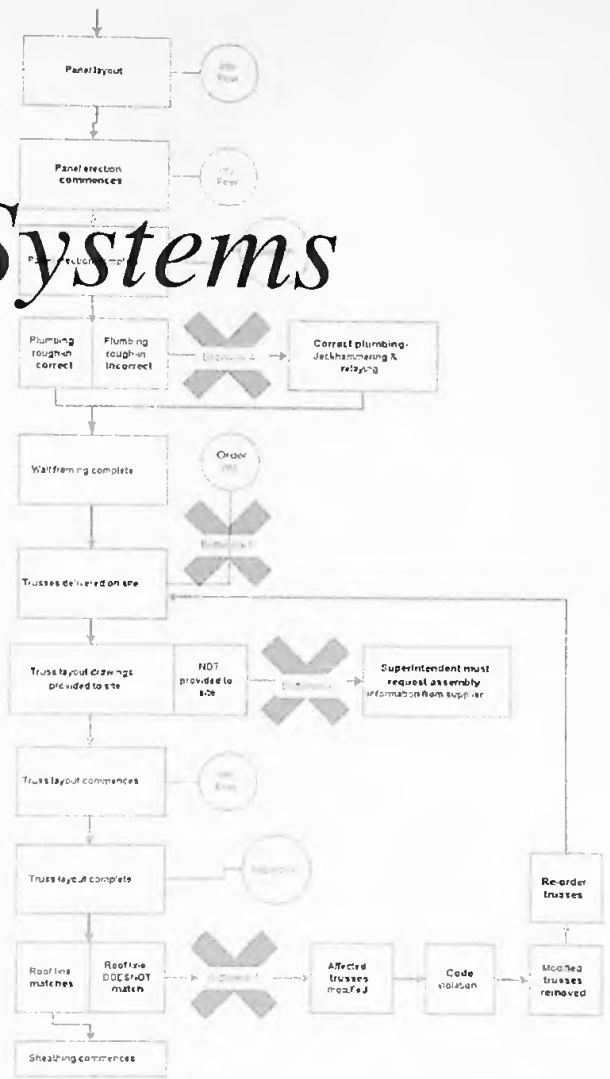 Panel layout
Panel erection
commences
Systems
Plumbing
rough-in
correct
Plumbing
rough-in
incorrect
Correct plumbing-
Jackhammering &
relaying
Wall framing complete
Order
Trusses delivered on site
Truss layout drawings
provided to site
NOT
provided to
site
Superintendent must
request assembly
information from supplier
Truss layout commences
Truss layout complete
Re-order
trusses
Roof line
matches
Roof line
DOES NOT
match
Affected
trusses
modified
Code
violation
Modified
trusses
removed
Sheathing commences